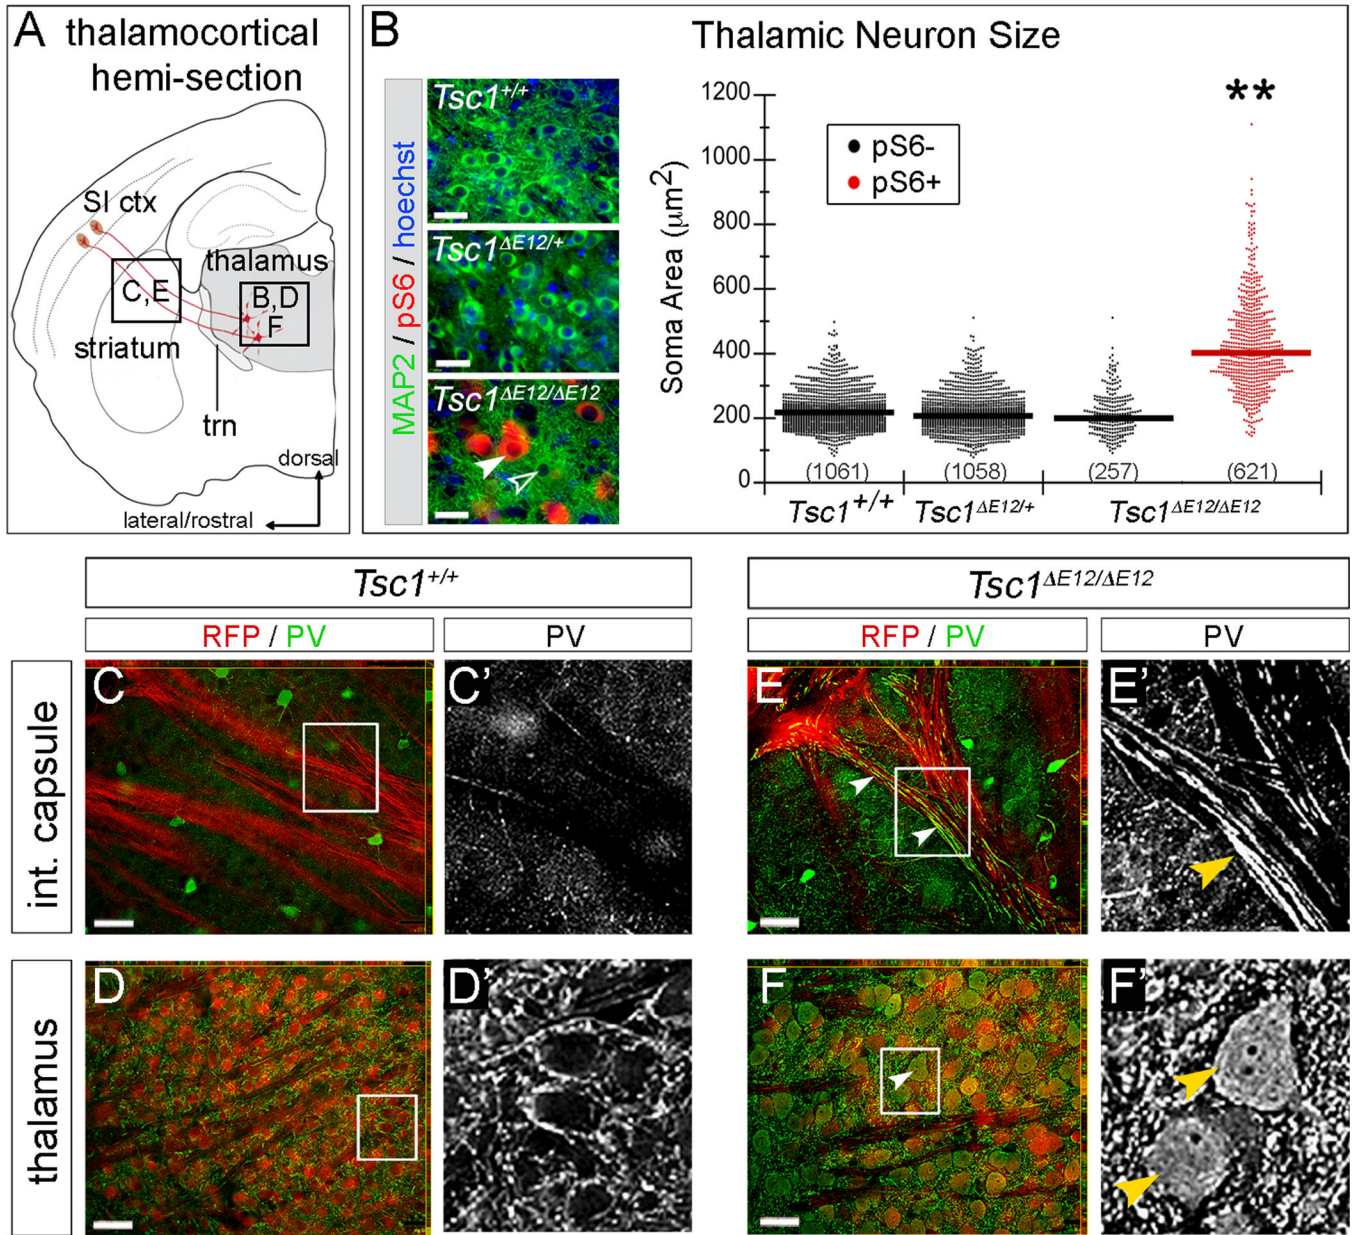 A thalamocortical
hemi-section
SI ctx
thalamus
C,E
B,D
F
striatum
trn
dorsal
lateral/rostral
B
Thalamic Neuron Size
MAP2 / pS6 / hoechst
Tsc1+/+
Tsc1ΔE12/+
Tsc1ΔE12/ΔE12
Soma Area (μm2)
1200
1000
800
600
400
200
0
pS6-
pS6+
**
(1061)
(1058)
(257)
(621)
Tsc1+/+
Tsc1ΔE12/+
Tsc1ΔE12/ΔE12
Tsc1+/+
Tsc1ΔE12/ΔE12
RFP / PV
PV
RFP / PV
PV
int. capsule
C
C'
E
E'
thalamus
D
D'
F
F'